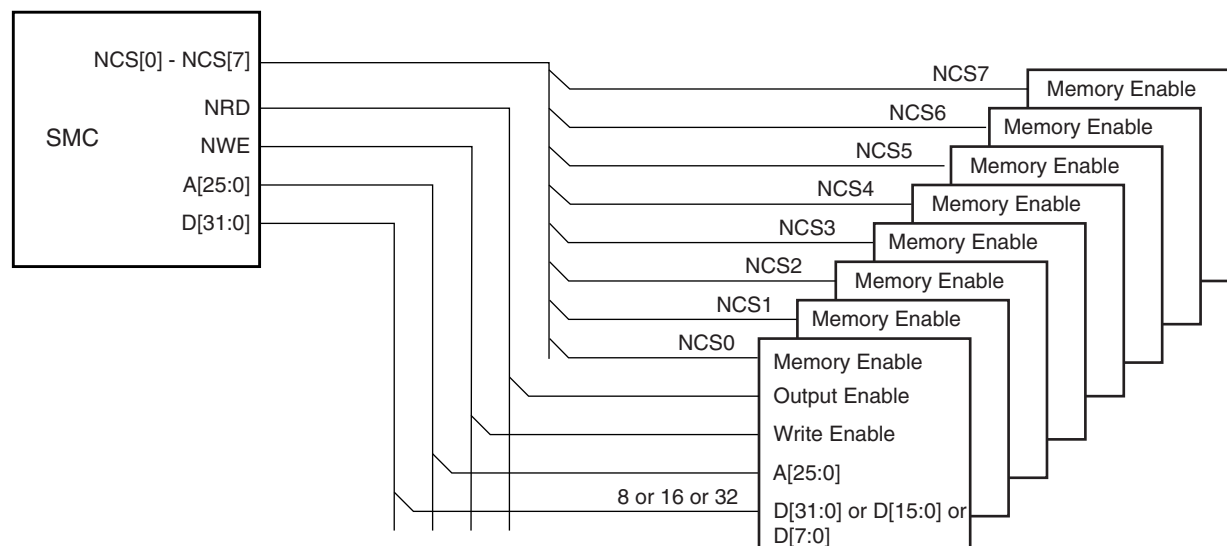 NCS[0] - NCS[7]
NRD
SMC
NWE
A[25:0]
D[31:0]
NCS7
Memory Enable
NCS6
Memory Enable
NCS5
Memory Enable
NCS4
Memory Enable
NCS3
Memory Enable
NCS2
Memory Enable
NCS1
Memory Enable
NCS0
Memory Enable
Output Enable
Write Enable
A[25:0]
8 or 16 or 32
D[31:0] or D[15:0] or
D[7:0]